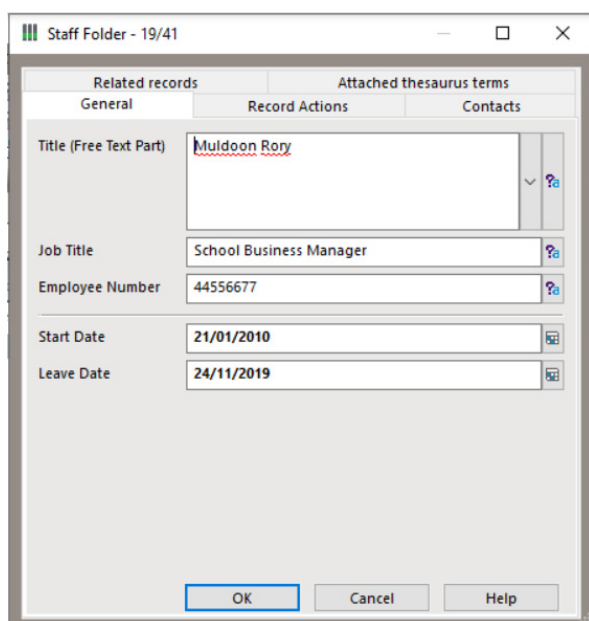 Staff Folder - 19/41
Related records Attached thesaurus terms
General Record Actions Contacts
Title (Free Text Part) Muldoon Rory
Job Title School Business Manager
Employee Number 44556677
Start Date 21/01/2010
Leave Date 24/11/2019
OK Cancel Help